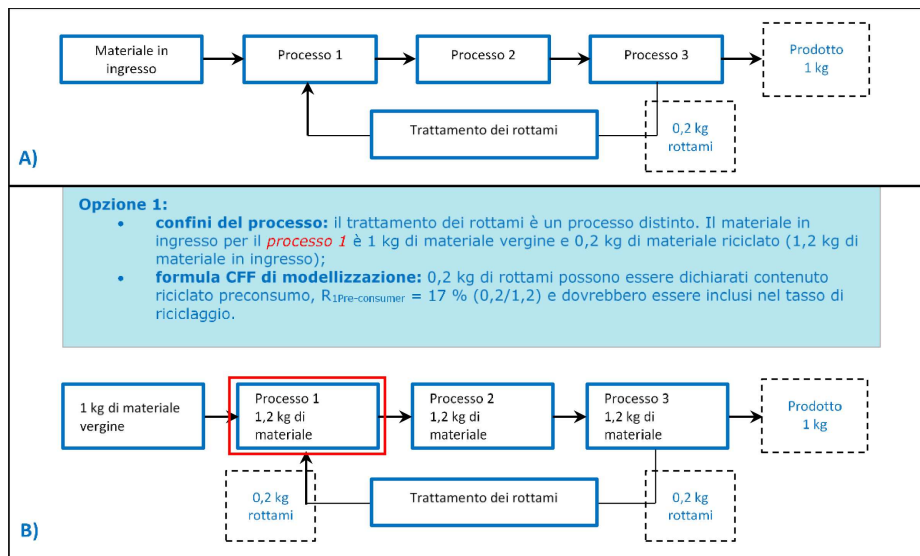 Materiale in
ingresso
Processo 1
Processo 2
Processo 3
Prodotto
1 kg
Trattamento dei rottami
0,2 kg
rottami
A)
Opzione 1:
• confini del processo: il trattamento dei rottami è un processo distinto. Il materiale in
ingresso per il processo 1 è 1 kg di materiale vergine e 0,2 kg di materiale riciclato (1,2 kg di
materiale in ingresso);
• formula CFF di modellizzazione: 0,2 kg di rottami possono essere dichiarati contenuto
riciclato preconsumo, R1Pre-consumer = 17 % (0,2/1,2) e dovrebbero essere inclusi nel tasso di
riciclaggio.
1 kg di materiale
vergine
Processo 1
1,2 kg di
materiale
Processo 2
1,2 kg di
materiale
Processo 3
1,2 kg di
materiale
Prodotto
1 kg
0,2 kg
rottami
Trattamento dei rottami
0,2 kg
rottami
B)